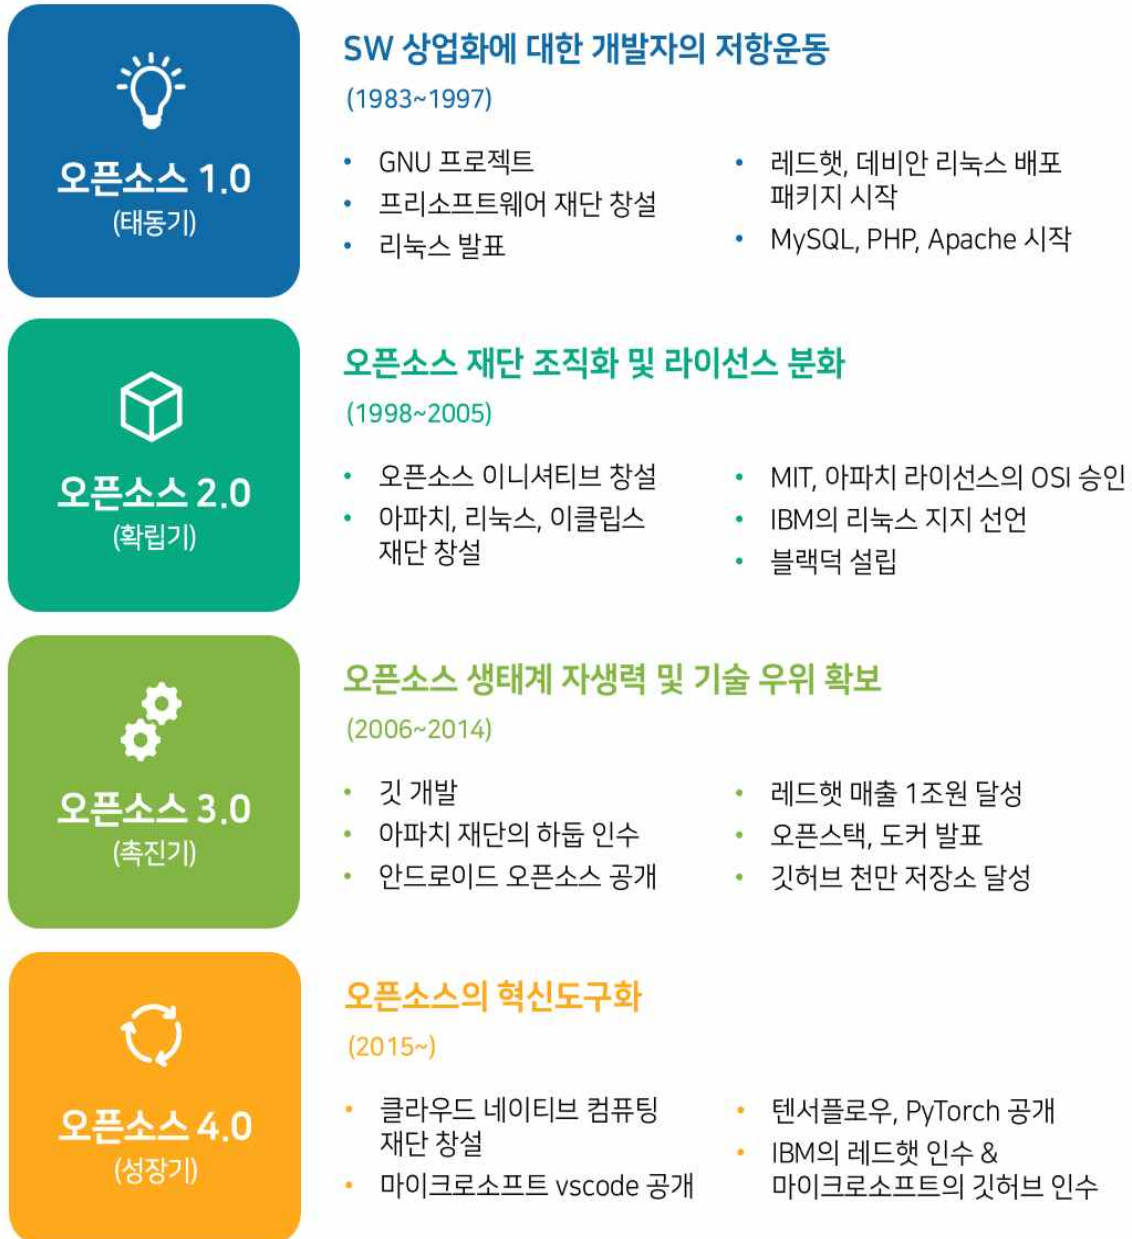 오픈소스 1.0
(태동기)
SW 상업화에 대한 개발자의 저항운동
(1983~1997)
• GNU 프로젝트
• 프리소프트웨어 재단 창설
• 리눅스 발표
• 레드햇, 데비안 리눅스 배포
패키지 시작
• MySQL, PHP, Apache 시작
오픈소스 2.0
(확립기)
오픈소스 재단 조직화 및 라이선스 분화
(1998~2005)
• 오픈소스 이니셔티브 창설
• 아파치, 리눅스, 이클립스
재단 창설
• MIT, 아파치 라이선스의 OSI 승인
• IBM의 리눅스 지지 선언
• 블랙덕 설립
오픈소스 3.0
(촉진기)
오픈소스 생태계 자생력 및 기술 우위 확보
(2006~2014)
• 깃 개발
• 아파치 재단의 하둡 인수
• 안드로이드 오픈소스 공개
• 레드햇 매출 1조원 달성
• 오픈스택, 도커 발표
• 깃허브 천만 저장소 달성
오픈소스 4.0
(성장기)
오픈소스의 혁신도구화
(2015~)
• 클라우드 네이티브 컴퓨팅
재단 창설
• 마이크로소프트 vscode 공개
• 텐서플로우, PyTorch 공개
• IBM의 레드햇 인수 &
마이크로소프트의 깃허브 인수